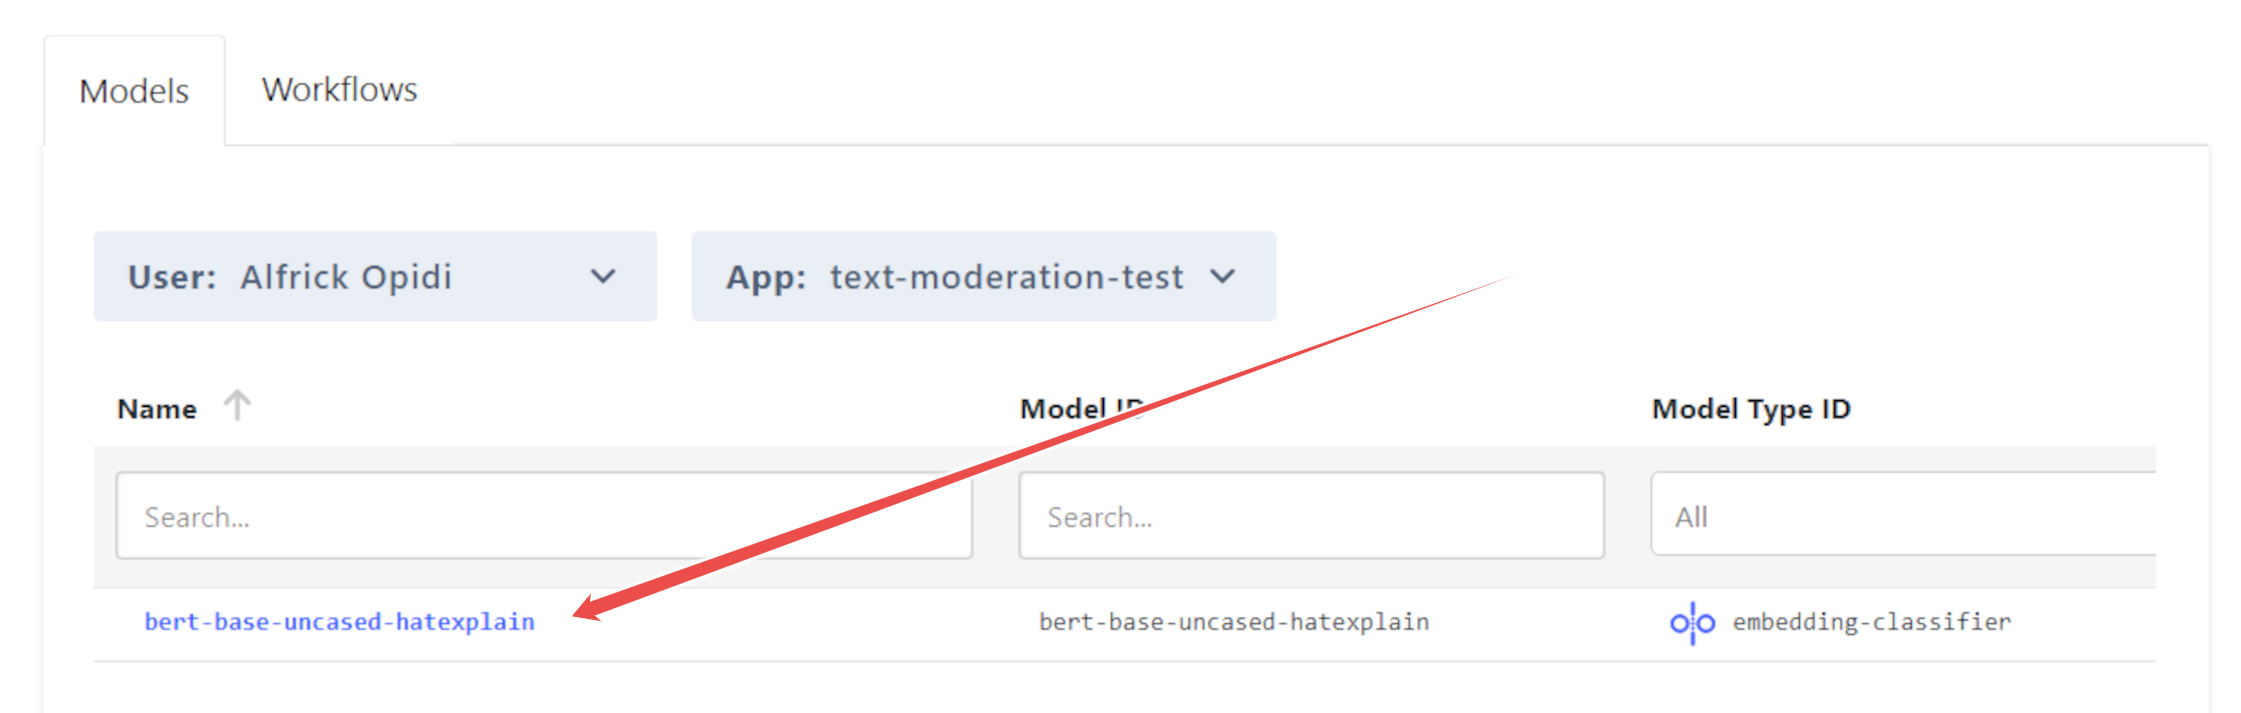 Models Workflows
User: Alfrick Opidi App: text-moderation-test
Name Model ID Model Type ID
Search... Search... All
bert-base-uncased-hatexplain bert-base-uncased-hatexplain embedding-classifier